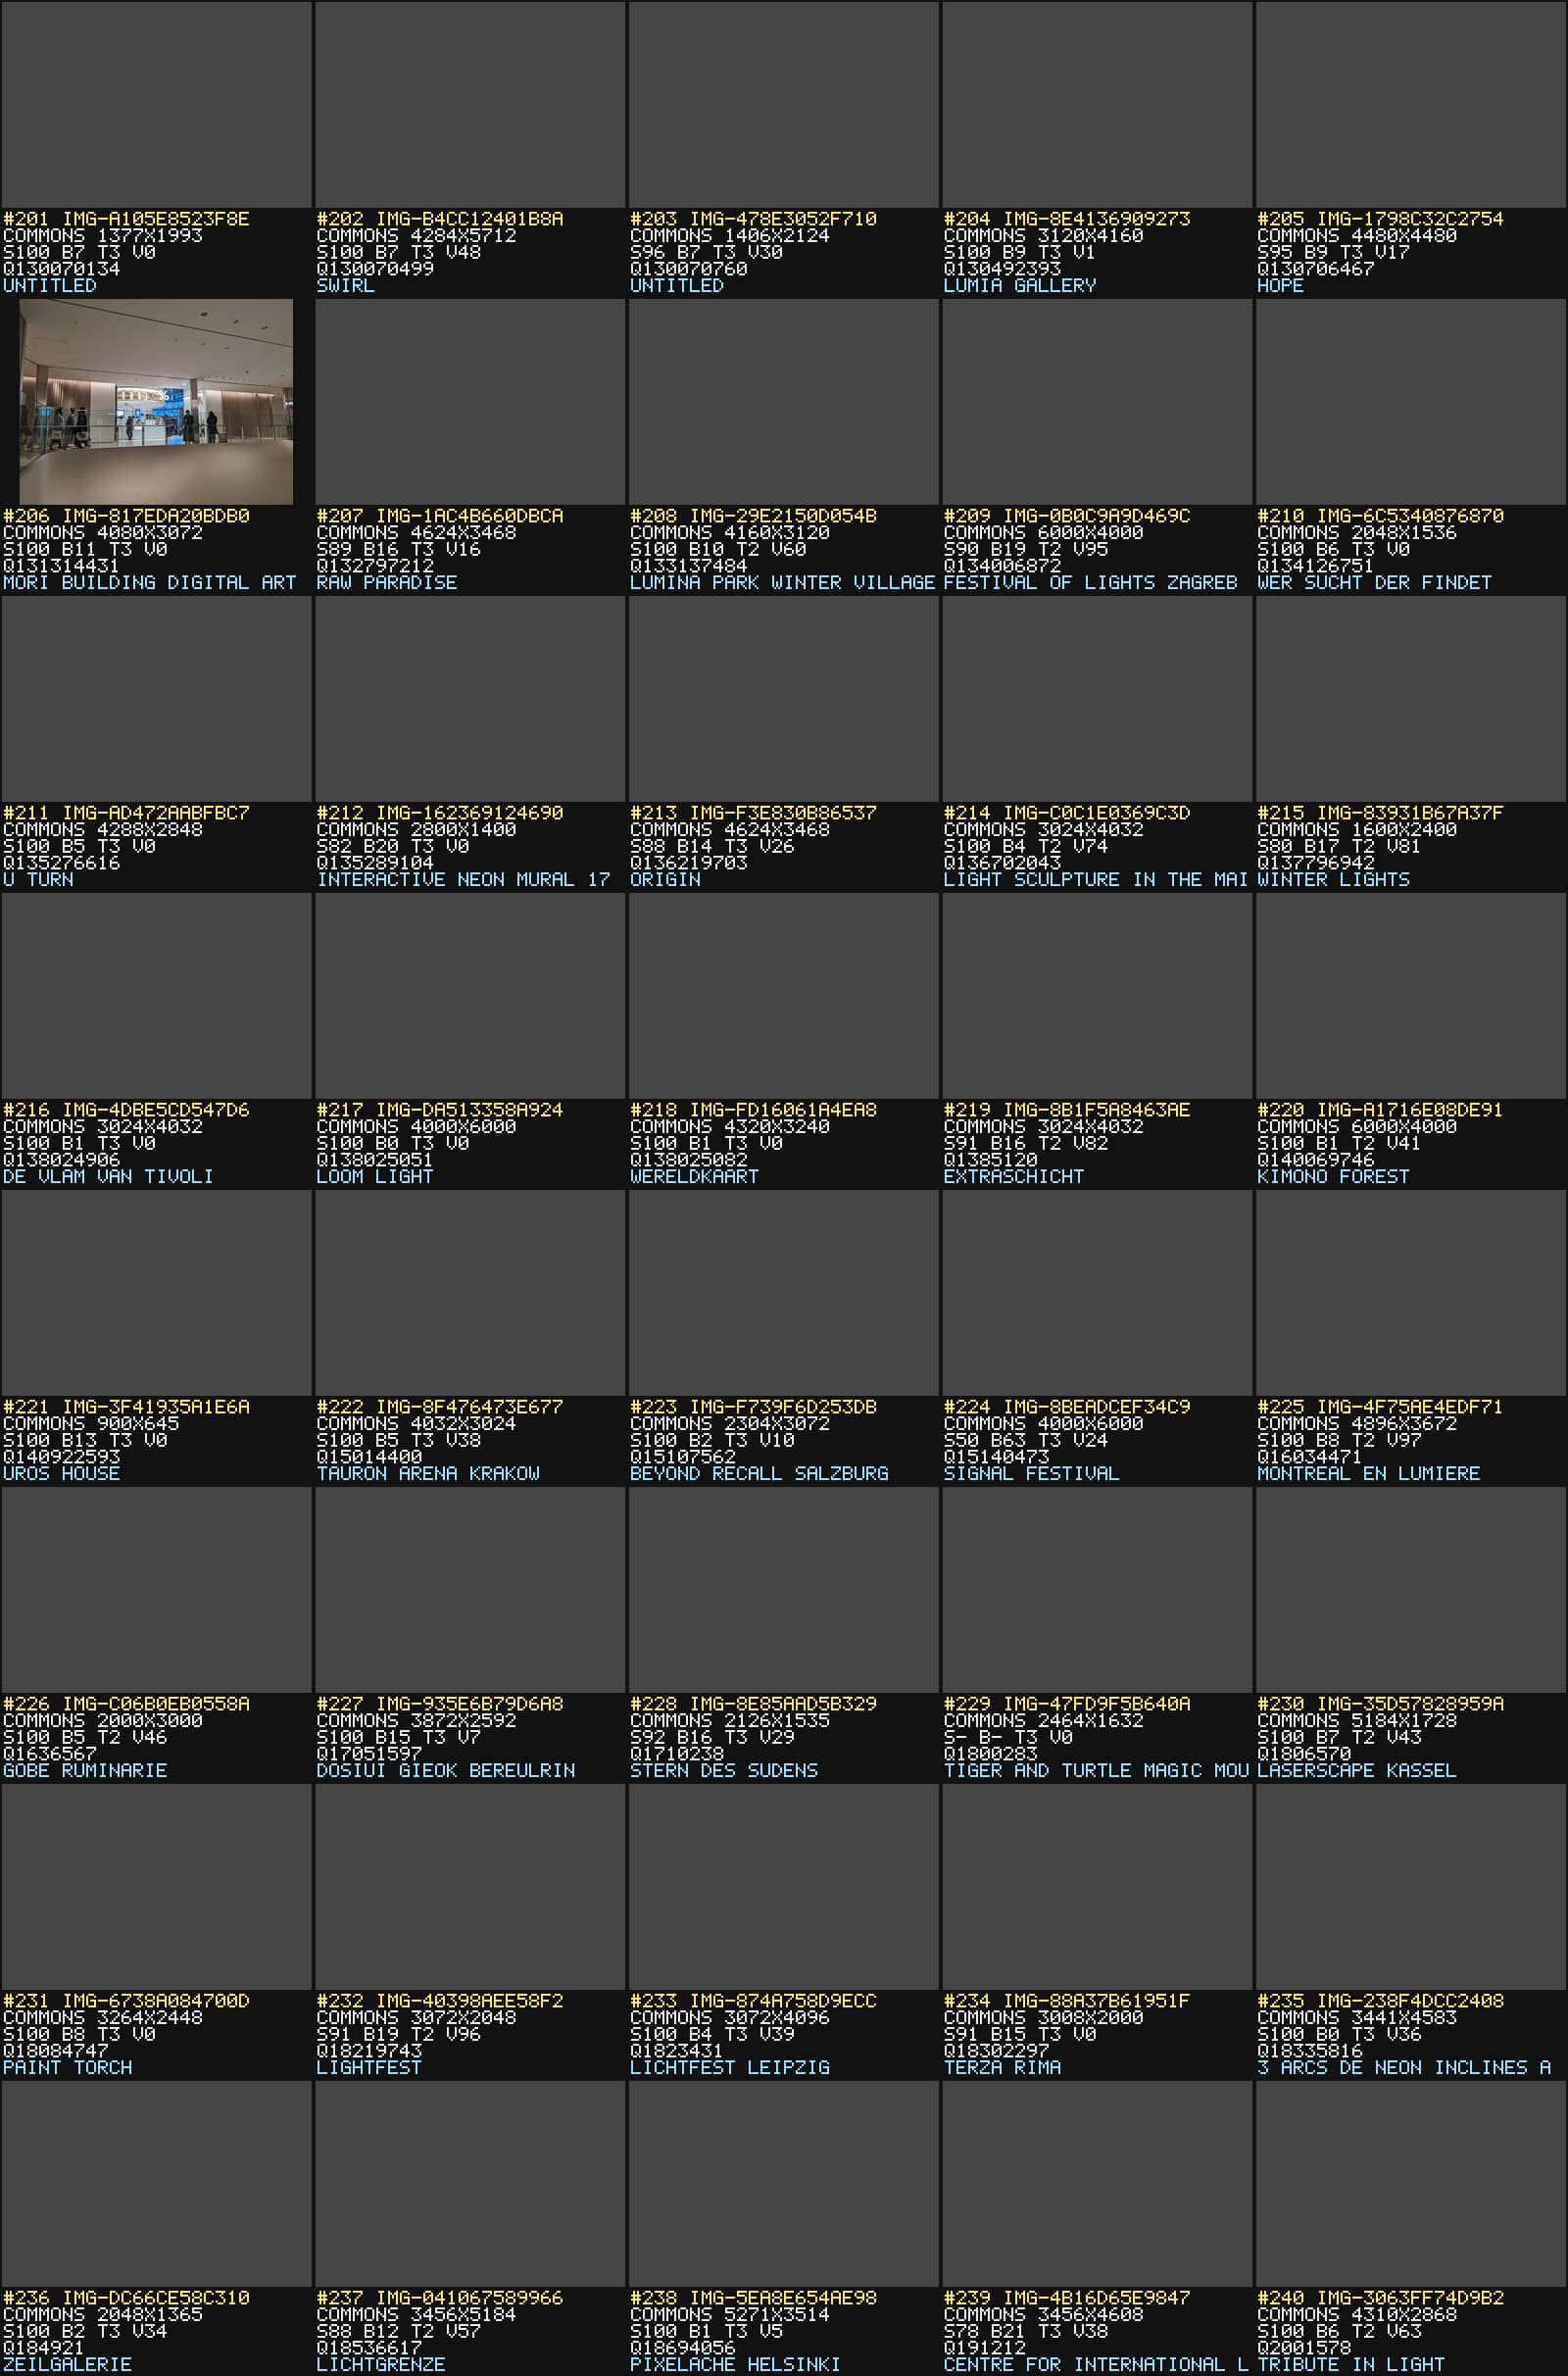 #201 IMG-A105E8523F8E
COMMONS 1377X1993
S100 B7 T3 V0
Q130070134
UNTITLED
#202 IMG-B4CC12401B8A
COMMONS 4284X5712
S100 B7 T3 V48
Q130070499
SWIRL
#203 IMG-478E3052F710
COMMONS 1406X2124
S96 B7 T3 V30
Q130070760
UNTITLED
#204 IMG-8E4136909273
COMMONS 3120X4160
S100 B9 T3 V1
Q130492393
LUMIA GALLERY
#205 IMG-1798C32C2754
COMMONS 4480X4480
S95 B9 T3 V17
Q130706467
HOPE
#206 IMG-817EDA20BDB0
COMMONS 4080X3072
S100 B11 T3 V0
Q131314431
MORI BUILDING DIGITAL ART
#207 IMG-1AC4B660DBCA
COMMONS 4624X3468
S89 B16 T3 V16
Q132797212
RAW PARADISE
#208 IMG-29E2150D054B
COMMONS 4160X3120
S100 B10 T2 V60
Q133137484
LUMINA PARK WINTER VILLAGE
#209 IMG-0B0C9A9D469C
COMMONS 6000X4000
S90 B19 T2 V95
Q134006872
FESTIVAL OF LIGHTS ZAGREB
#210 IMG-6C5340876870
COMMONS 2048X1536
S100 B6 T3 V0
Q134126751
WER SUCHT DER FINDET
#211 IMG-AD472AABFBC7
COMMONS 4288X2848
S100 B5 T3 V0
Q135276616
U TURN
#212 IMG-162369124690
COMMONS 2800X1400
S82 B20 T3 V0
Q135289104
INTERACTIVE NEON MURAL 17
#213 IMG-F3E830B86537
COMMONS 4624X3468
S88 B14 T3 V26
Q136219703
ORIGIN
#214 IMG-C0C1E0369C3D
COMMONS 3024X4032
S100 B4 T2 V74
Q136702043
LIGHT SCULPTURE IN THE MAI
#215 IMG-83931B67A37F
COMMONS 1600X2400
S80 B17 T2 V81
Q137796942
WINTER LIGHTS
#216 IMG-4DBE5CD547D6
COMMONS 3024X4032
S100 B1 T3 V0
Q138024906
DE VLAM VAN TIVOLI
#217 IMG-DA513358A924
COMMONS 4000X6000
S100 B0 T3 V0
Q138025051
LOOM LIGHT
#218 IMG-FD16061A4EA8
COMMONS 4320X3240
S100 B1 T3 V0
Q138025082
WERELDKAART
#219 IMG-8B1F5A8463AE
COMMONS 3024X4032
S91 B16 T2 V82
Q1385120
EXTRASCHICHT
#220 IMG-A1716E08DE91
COMMONS 6000X4000
S100 B1 T2 V41
Q140069746
KIMONO FOREST
#221 IMG-3F41935A1E6A
COMMONS 900X645
S100 B13 T3 V0
Q140922593
UROS HOUSE
#222 IMG-8F476473E677
COMMONS 4032X3024
S100 B5 T3 V38
Q15014400
TAURON ARENA KRAKOW
#223 IMG-F739F6D253DB
COMMONS 2304X3072
S100 B2 T3 V10
Q15107562
BEYOND RECALL SALZBURG
#224 IMG-8BEADCEF34C9
COMMONS 4000X6000
S50 B63 T3 V24
Q15140473
SIGNAL FESTIVAL
#225 IMG-4F75AE4EDF71
COMMONS 4896X3672
S100 B8 T2 V97
Q16034471
MONTREAL EN LUMIERE
#226 IMG-C06B0EB0558A
COMMONS 2000X3000
S100 B5 T2 V46
Q1636567
GOBE RUMINARIE
#227 IMG-935E6B79D6A8
COMMONS 3872X2592
S100 B15 T3 V7
Q17051597
DOSIUI GIEOK BEREULRIN
#228 IMG-8E85AAD5B329
COMMONS 2126X1535
S92 B16 T3 V29
Q1710238
STERN DES SUDENS
#229 IMG-47FD9F5B640A
COMMONS 2464X1632
S- B- T3 V0
Q1800283
TIGER AND TURTLE MAGIC MOU
#230 IMG-35D57828959A
COMMONS 5184X1728
S100 B7 T2 V43
Q1806570
LASERSCAPE KASSEL
#231 IMG-6738A084700D
COMMONS 3264X2448
S100 B8 T3 V0
Q18084747
PAINT TORCH
#232 IMG-40398AEE58F2
COMMONS 3072X2048
S91 B19 T2 V96
Q18219743
LIGHTFEST
#233 IMG-874A758D9ECC
COMMONS 3072X4096
S100 B4 T3 V39
Q1823431
LICHTFEST LEIPZIG
#234 IMG-88A37B61951F
COMMONS 3008X2000
S91 B15 T3 V0
Q18302297
TERZA RIMA
#235 IMG-238F4DCC2408
COMMONS 3441X4583
S100 B0 T3 V36
Q18335816
3 ARCS DE NEON INCLINES A
#236 IMG-DC66CE58C310
COMMONS 2048X1365
S100 B2 T3 V34
Q184921
ZEILGALERIE
#237 IMG-041067589966
COMMONS 3456X5184
S88 B12 T2 V57
Q18536617
LICHTGRENZE
#238 IMG-5EA8E654AE98
COMMONS 5271X3514
S100 B1 T3 V5
Q18694056
PIXELACHE HELSINKI
#239 IMG-4B16D65E9847
COMMONS 3456X4608
S78 B21 T3 V38
Q191212
CENTRE FOR INTERNATIONAL L
#240 IMG-3063FF74D9B2
COMMONS 4310X2868
S100 B6 T2 V63
Q2001578
TRIBUTE IN LIGHT